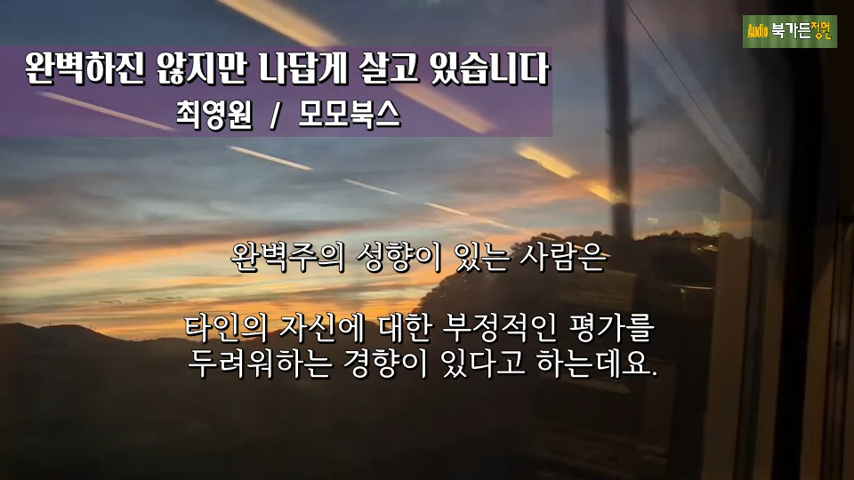 Audio 북가든정원
완벽하진 않지만 나답게 살고 있습니다
최영원 / 모모북스
완벽주의 성향이 있는 사람은
타인의 자신에 대한 부정적인 평가를
두려워하는 경향이 있다고 하는데요.